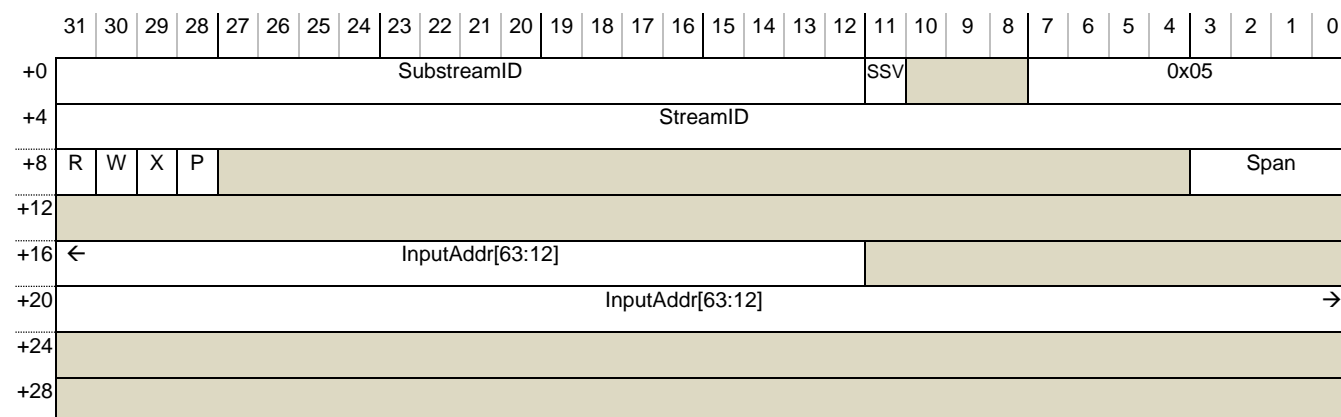 31 30 29 28 27 26 25 24 23 22 21 20 19 18 17 16 15 14 13 12 11 10 9 8 7 6 5 4 3 2 1 0
+0 SubstreamID SSV 0x05
+4 StreamID
+8 R W X P Span
+12
+16 ← InputAddr[63:12]
+20 InputAddr[63:12] →
+24
+28